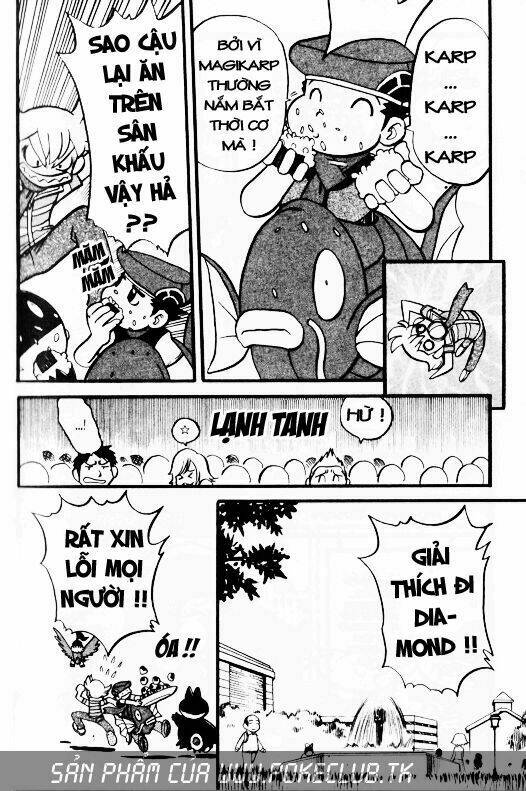 SAO CẬU
LẠI ĂN
TRÊN
SÂN
KHẤU
VẬY HẢ
??
BỞI VÌ
MAGIKARP
THƯỜNG
NẮM BẮT
THỜI CƠ
MÀ !
KARP
...
KARP
...
KARP
MĂM
MĂM
LẠNH TANH
HỪ !
RẤT XIN
LỖI MỌI
NGƯỜI !!
ÓA !!
GIẢI
THÍCH ĐI
DIA-
MOND !!
SẢN PHẨM CỦA WWW.POKECLUB.TK